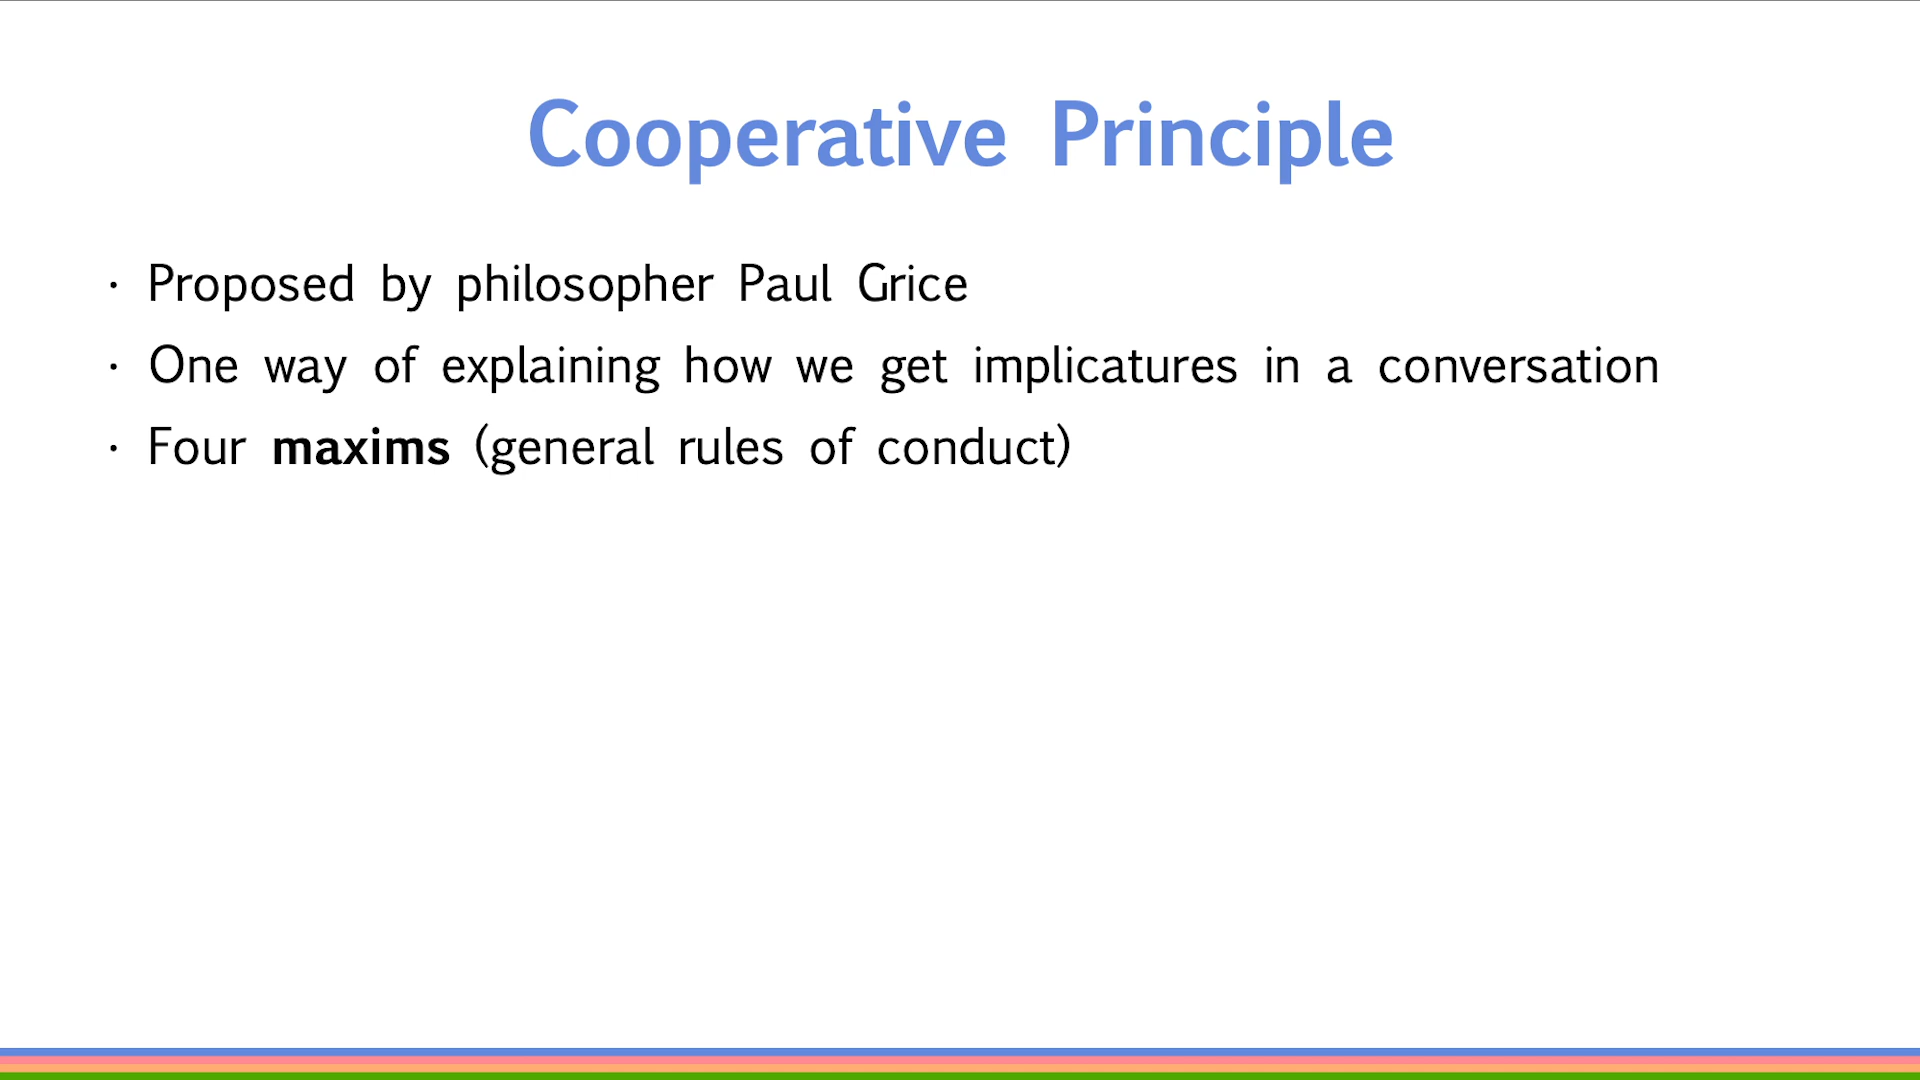 Cooperative Principle
· Proposed by philosopher Paul Grice
· One way of explaining how we get implicatures in a conversation
· Four maxims (general rules of conduct)